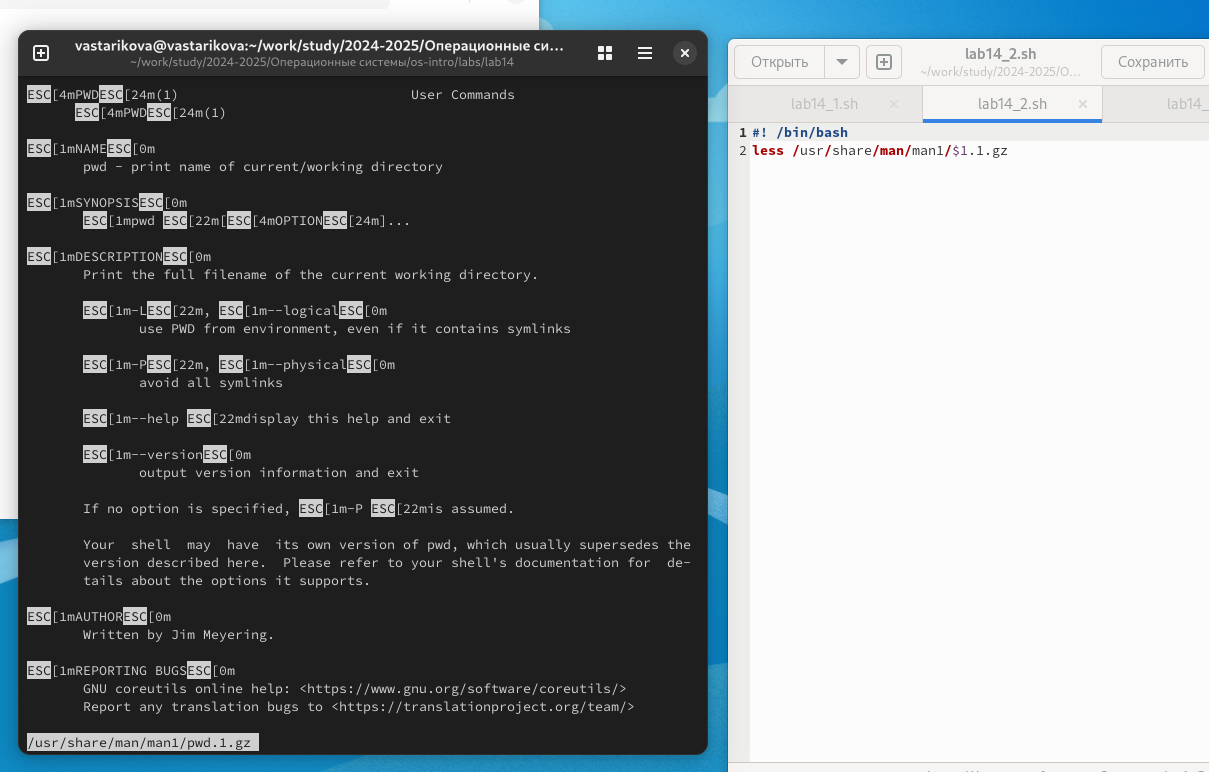 vastarikova@vastarikova:~/work/study/2024-2025/Операционные си…
~/work/study/2024-2025/Операционные системы/os-intro/labs/lab14
ESC[4mPWDESC[24m(1) User Commands
ESC[4mPWDESC[24m(1)
ESC[1mNAMEESC[0m
pwd - print name of current/working directory
ESC[1mSYNOPSISESC[0m
ESC[1mpwd ESC[22m[ESC[4mOPTIONESC[24m]...
ESC[1mDESCRIPTIONESC[0m
Print the full filename of the current working directory.
ESC[1m-LESC[22m, ESC[1m--logicalESC[0m
use PWD from environment, even if it contains symlinks
ESC[1m-PESC[22m, ESC[1m--physicalESC[0m
avoid all symlinks
ESC[1m--help ESC[22mdisplay this help and exit
ESC[1m--versionESC[0m
output version information and exit
If no option is specified, ESC[1m-P ESC[22mis assumed.
Your shell may have its own version of pwd, which usually supersedes the
version described here. Please refer to your shell's documentation for de-
tails about the options it supports.
ESC[1mAUTHORESC[0m
Written by Jim Meyering.
ESC[1mREPORTING BUGSESC[0m
GNU coreutils online help: <https://www.gnu.org/software/coreutils/>
Report any translation bugs to <https://translationproject.org/team/>
/usr/share/man/man1/pwd.1.gz
Открыть
lab14_2.sh
~/work/study/2024-2025/О…
Сохранить
lab14_1.sh
lab14_2.sh
lab14_
1 #! /bin/bash
2 less /usr/share/man/man1/$1.1.gz